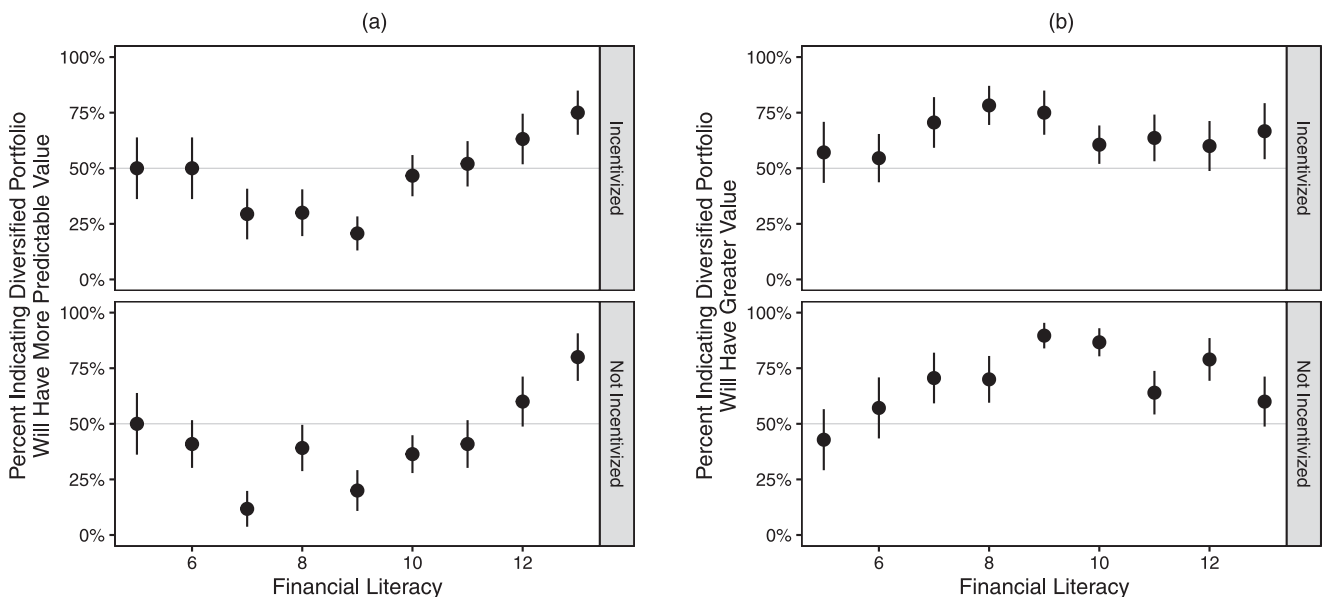 (a)
Percent Indicating Diversified Portfolio
Will Have More Predictable Value
100%
75%
50%
25%
0%
Incentivized
100%
75%
50%
25%
0%
Not Incentivized
6 8 10 12
Financial Literacy
(b)
Percent Indicating Diversified Portfolio
Will Have Greater Value
100%
75%
50%
25%
0%
Incentivized
100%
75%
50%
25%
0%
Not Incentivized
6 8 10 12
Financial Literacy